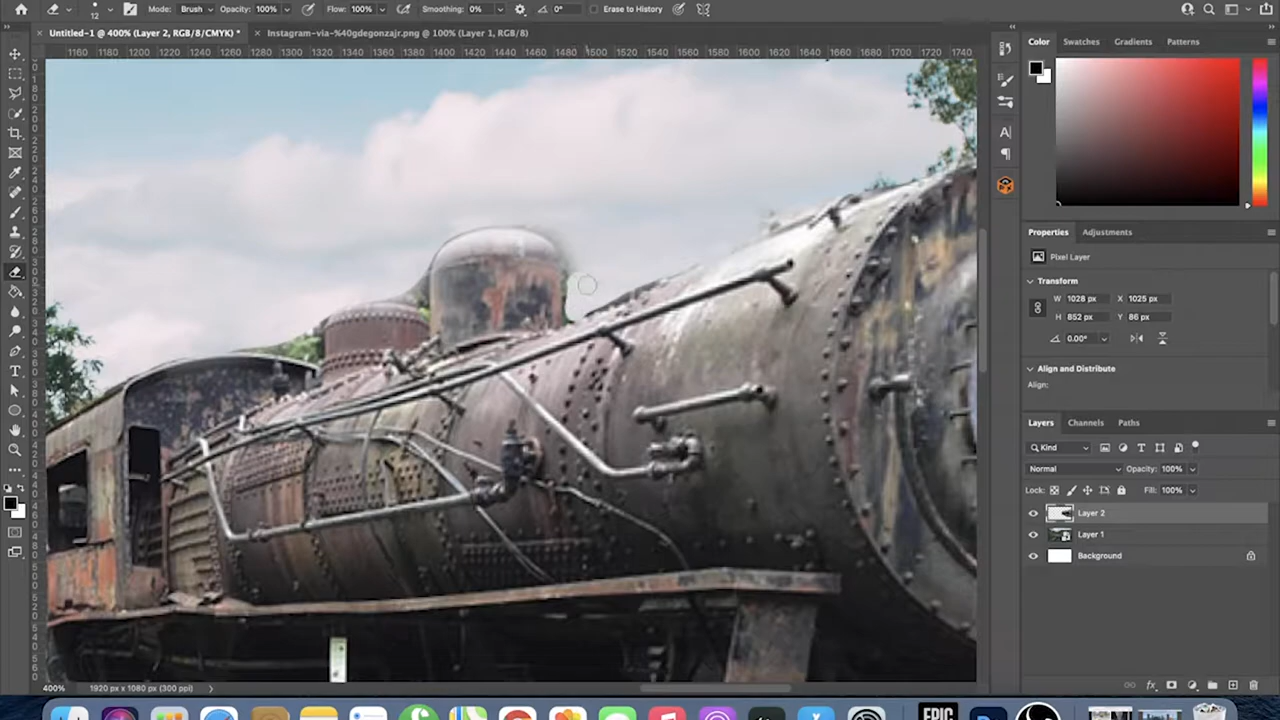 12 Mode: Brush Opacity: 100% Flow: 100% Smoothing: 0% 0° Erase to History
Untitled-1 @ 400% (Layer 2, RGB/8/CMYK) * Instagram-via-%40gdegonzajr.png @ 100% (Layer 1, RGB/8)
1160 1180 1200 1220 1240 1260 1280 1300 1320 1340 1360 1380 1400 1420 1440 1460 1480 1500 1520 1540 1560 1580 1600 1620 1640 1660 1680 1700 1720 1740
Color Swatches Gradients Patterns
Properties Adjustments
Pixel Layer
Transform
W 1028 px X 1025 px
H 852 px Y 86 px
0.00°
Align and Distribute
Align:
Layers Channels Paths
Kind
Normal Opacity: 100%
Lock: Fill: 100%
Layer 2
Layer 1
Background
400% 1920 px x 1080 px (300 ppi)
EPIC